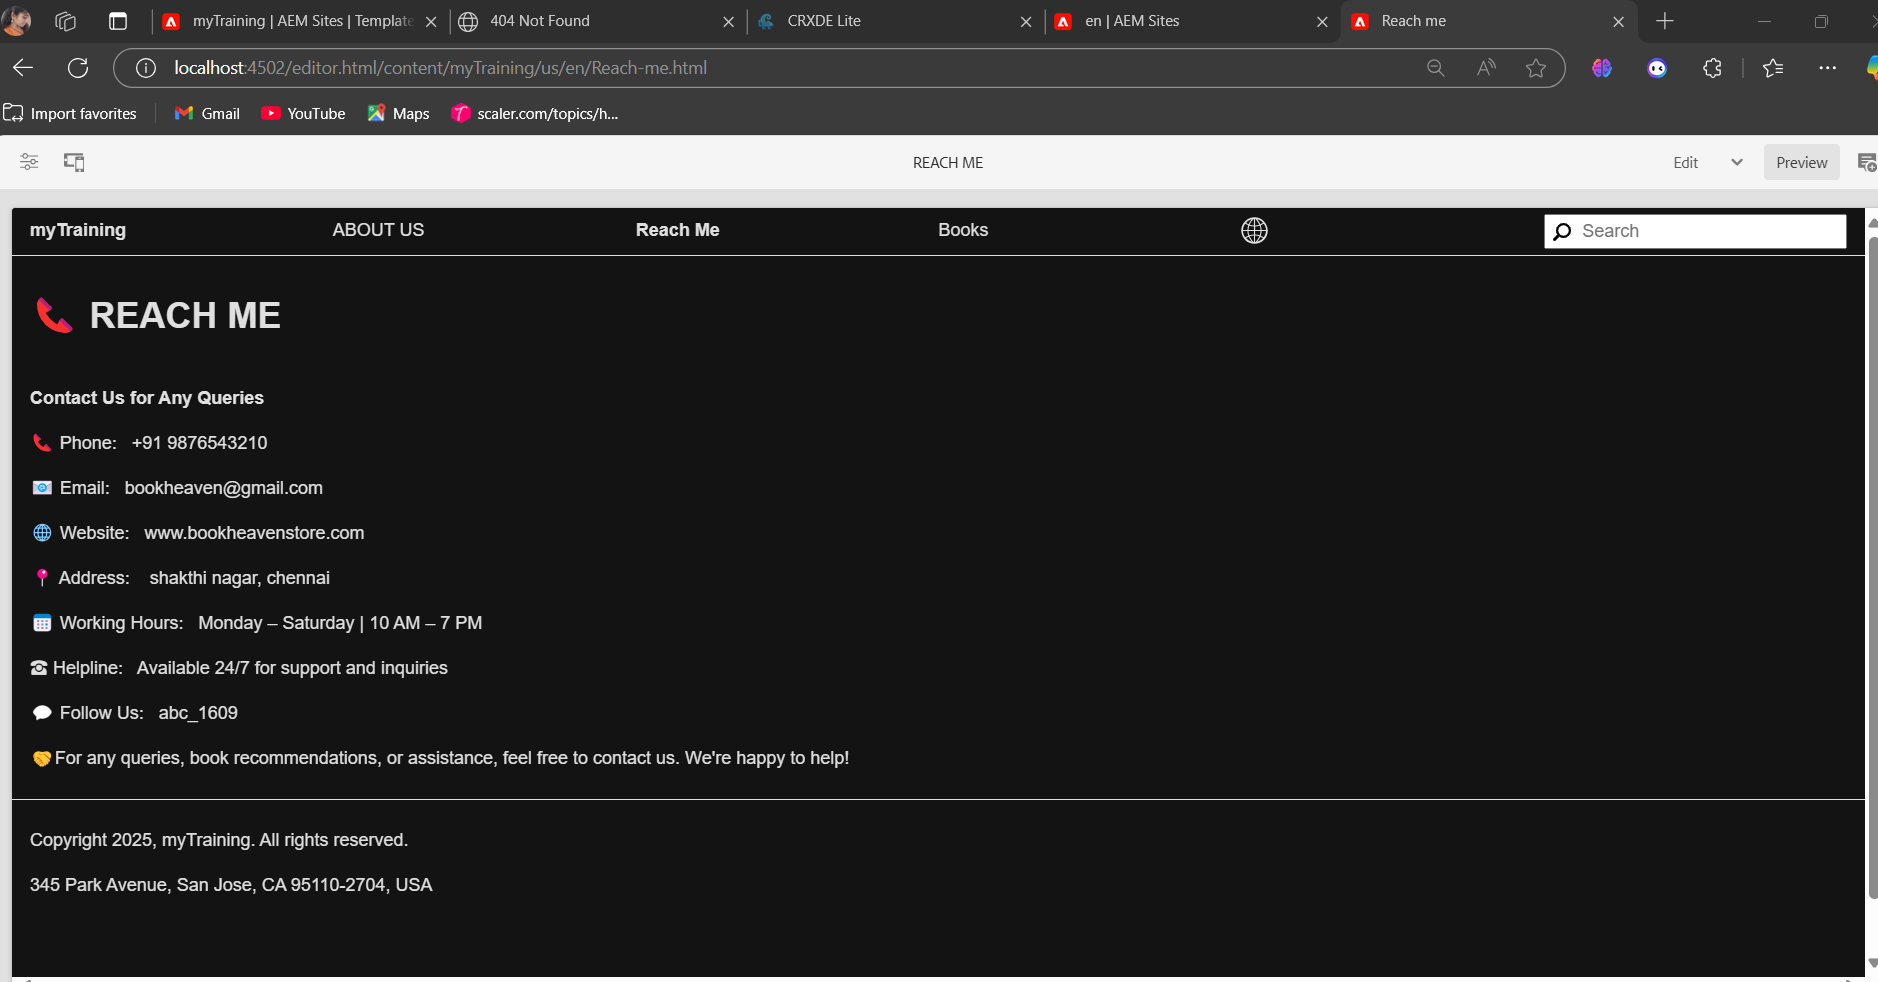 myTraining | AEM Sites | Template
404 Not Found
CRXDE Lite
en | AEM Sites
Reach me
localhost:4502/editor.html/content/myTraining/us/en/Reach-me.html
Import favorites
Gmail
YouTube
Maps
scaler.com/topics/h...
REACH ME
Edit
Preview
myTraining
ABOUT US
Reach Me
Books
Search
REACH ME
Contact Us for Any Queries
Phone: +91 9876543210
Email: bookheaven@gmail.com
Website: www.bookheavenstore.com
Address: shakthi nagar, chennai
Working Hours: Monday – Saturday | 10 AM – 7 PM
Helpline: Available 24/7 for support and inquiries
Follow Us: abc_1609
For any queries, book recommendations, or assistance, feel free to contact us. We're happy to help!
Copyright 2025, myTraining. All rights reserved.
345 Park Avenue, San Jose, CA 95110-2704, USA